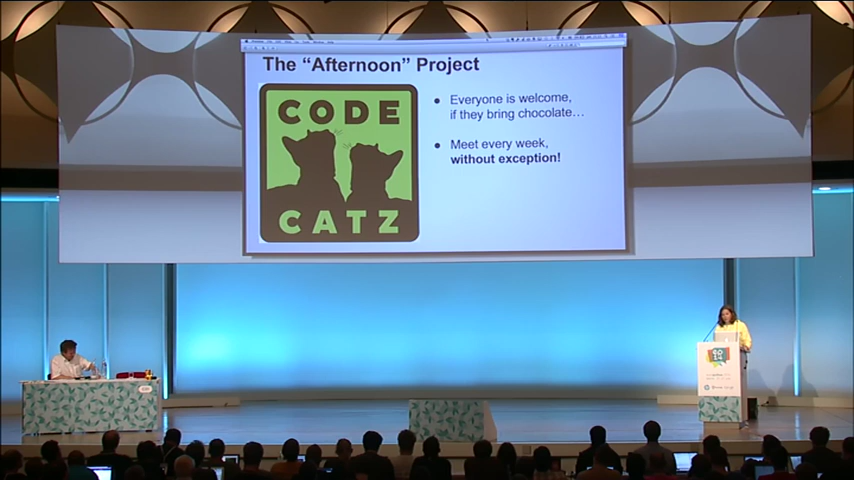 The “Afternoon” Project
CODE
CATZ
● Everyone is welcome,
if they bring chocolate…
● Meet every week,
without exception!